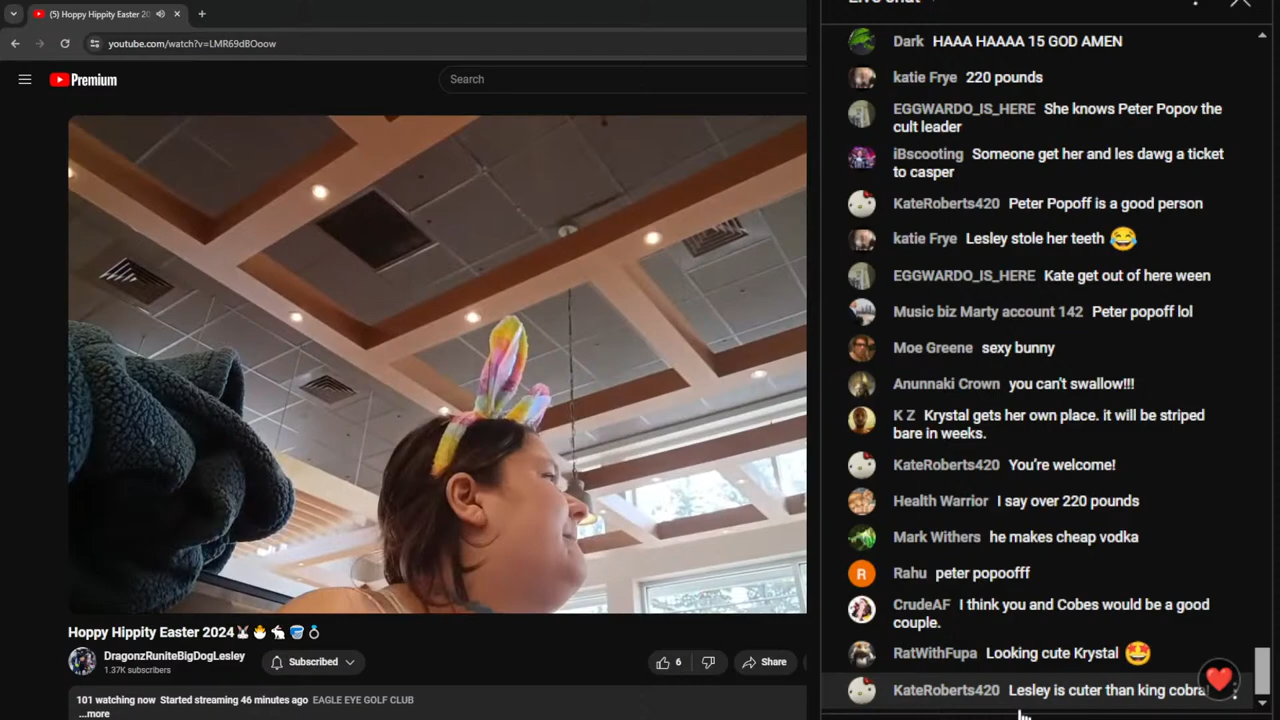 (5) Hoppy Hippity Easter 20
youtube.com/watch?v=LMR69dBOoow
Premium
Search
Hoppy Hippity Easter 2024
DragonzRuniteBigDogLesley
1.37K subscribers
Subscribed
6
Share
101 watching now Started streaming 46 minutes ago EAGLE EYE GOLF CLUB
...more
Live chat
Dark HAAA HAAAA 15 GOD AMEN
katie Frye 220 pounds
EGGWARDO_IS_HERE She knows Peter Popov the
cult leader
iBscooting Someone get her and les dawg a ticket
to casper
KateRoberts420 Peter Popoff is a good person
katie Frye Lesley stole her teeth
EGGWARDO_IS_HERE Kate get out of here ween
Music biz Marty account 142 Peter popoff lol
Moe Greene sexy bunny
Anunnaki Crown you can't swallow!!!
K Z Krystal gets her own place. it will be striped
bare in weeks.
KateRoberts420 You're welcome!
Health Warrior I say over 220 pounds
Mark Withers he makes cheap vodka
R
Rahu peter popoofff
CrudeAF I think you and Cobes would be a good
couple.
RatWithFupa Looking cute Krystal
KateRoberts420 Lesley is cuter than king cobra!